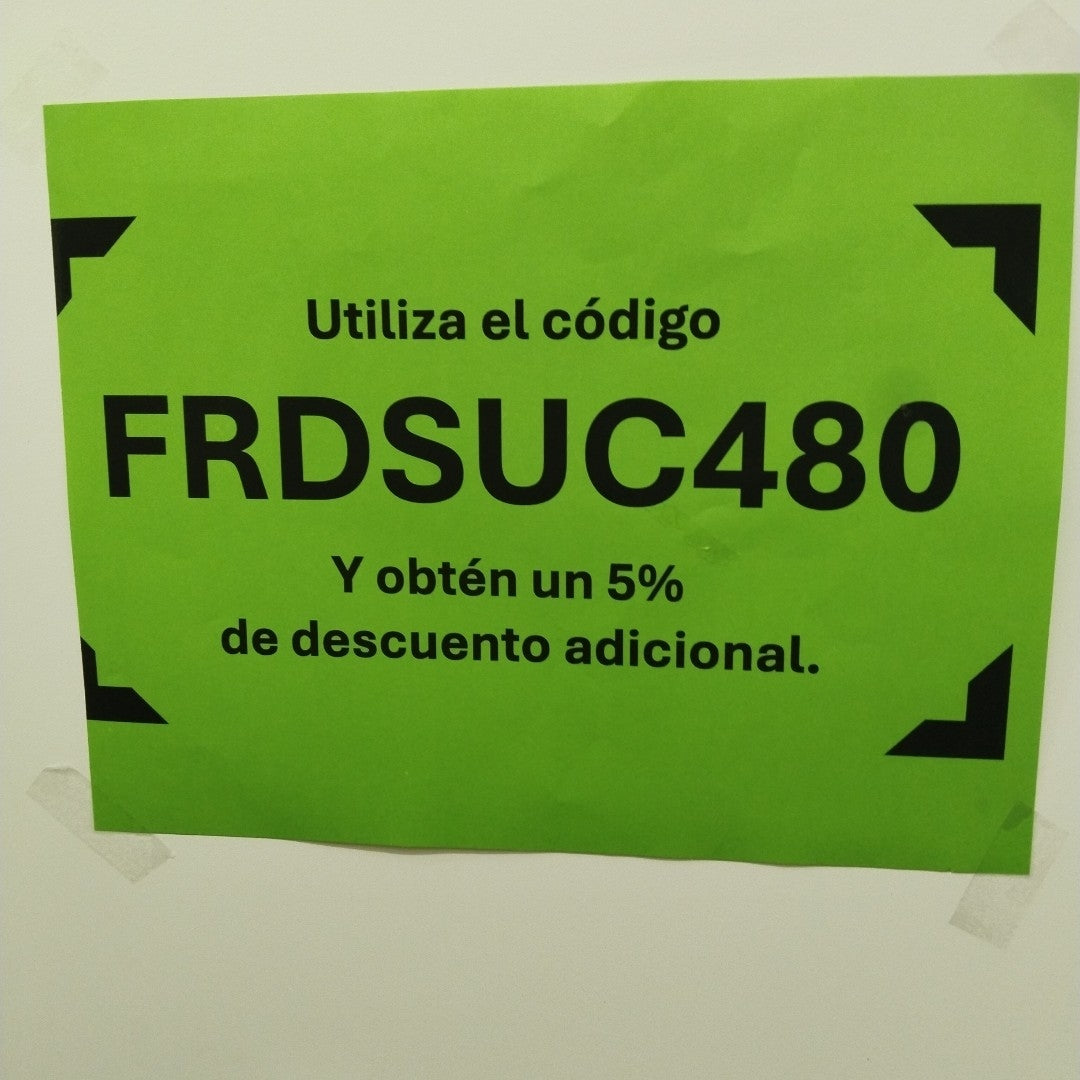 Utiliza el código
FRDSUC480
Y obtén un 5%
de descuento adicional.